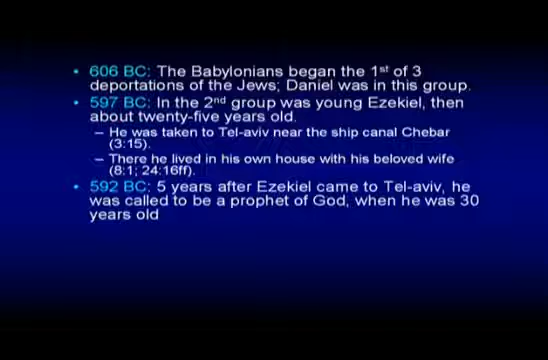 • 606 BC: The Babylonians began the 1st of 3
deportations of the Jews; Daniel was in this group.
• 597 BC: In the 2nd group was young Ezekiel, then
about twenty-five years old.
– He was taken to Tel-aviv near the ship canal Chebar
(3:15).
– There he lived in his own house with his beloved wife
(8:1; 24:16ff).
• 592 BC: 5 years after Ezekiel came to Tel-aviv, he
was called to be a prophet of God, when he was 30
years old